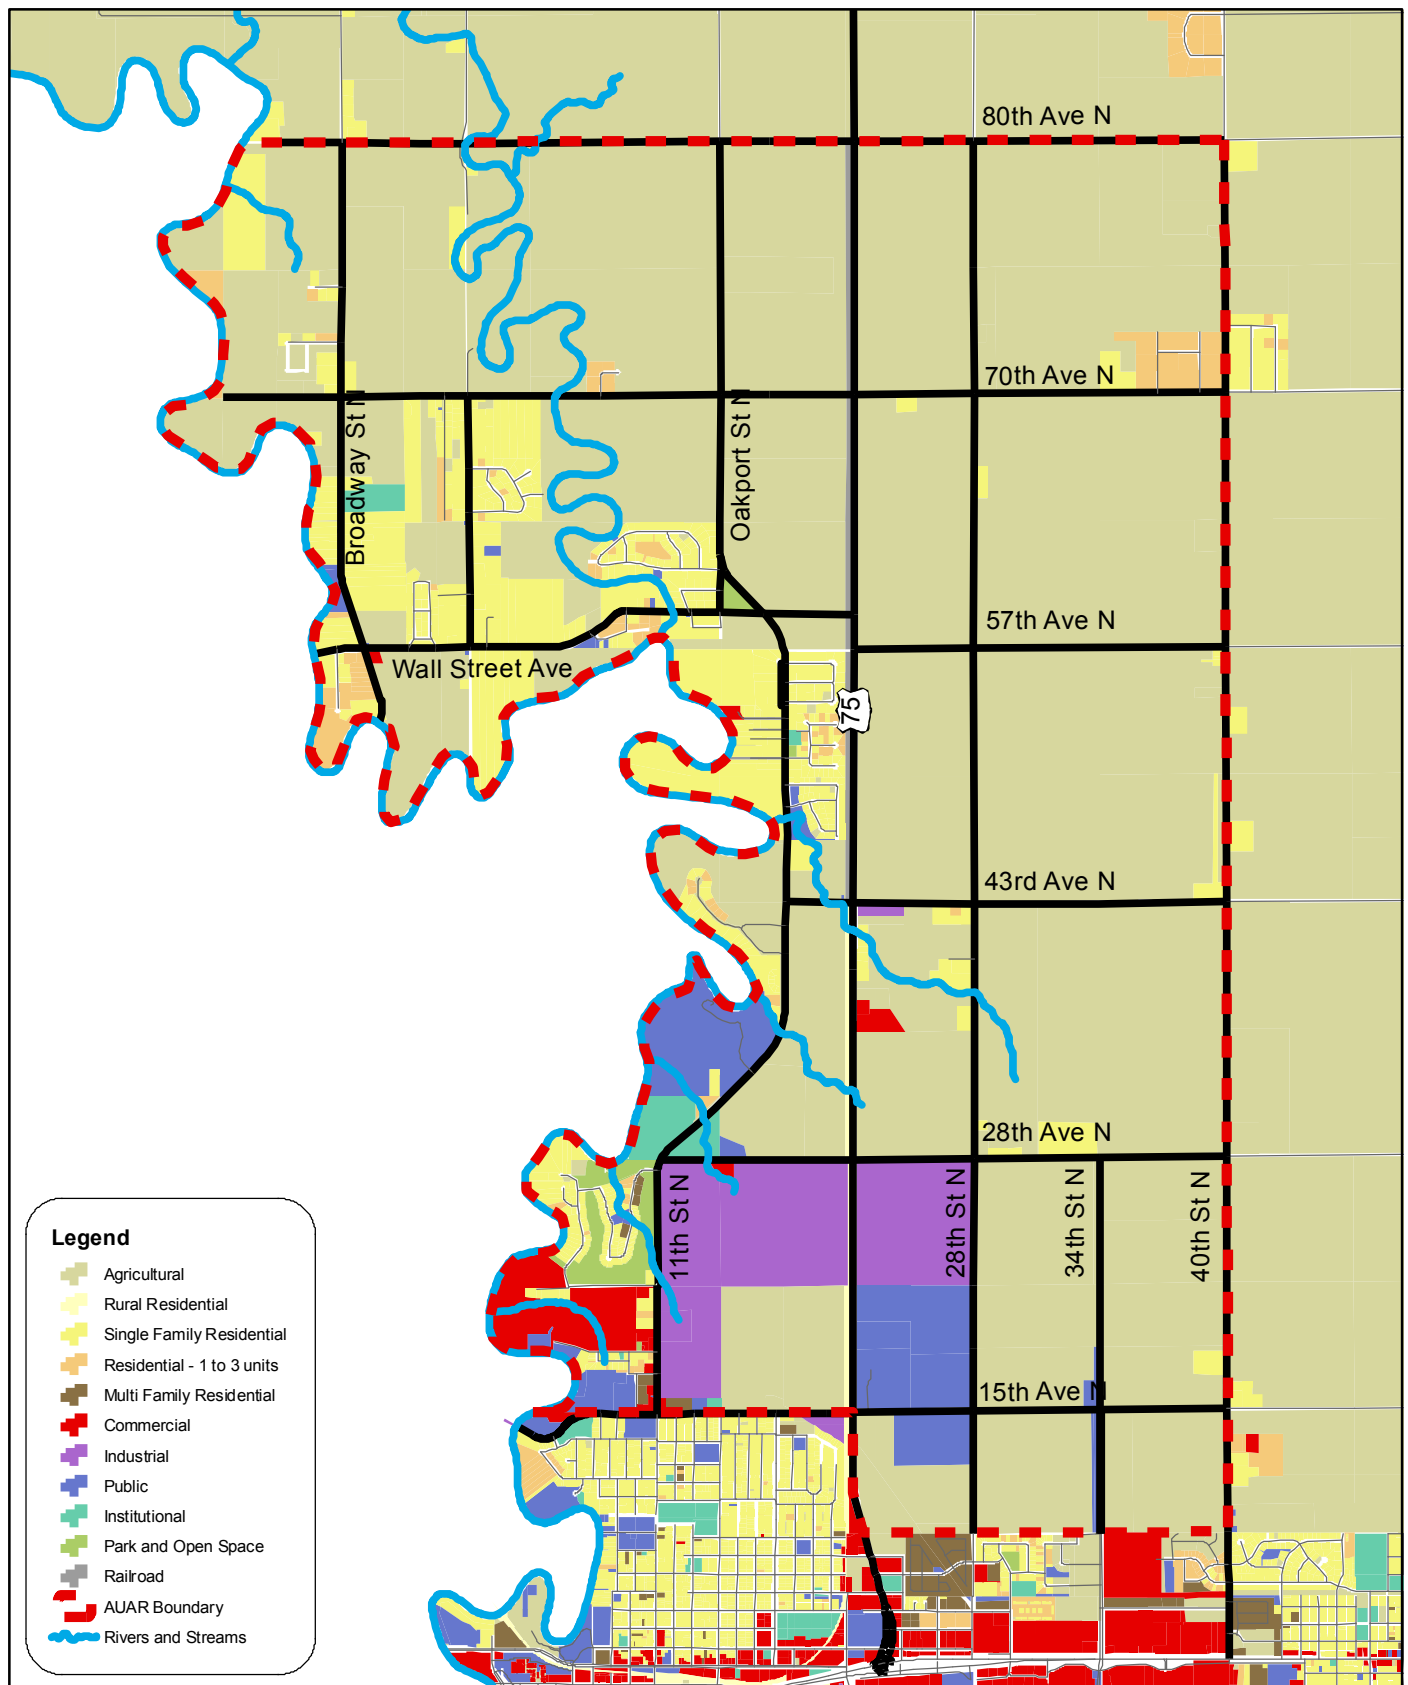 80th Ave N
70th Ave N
Broadway St N
Oakport St N
57th Ave N
Wall Street Ave
75
43rd Ave N
28th Ave N
11th St N
28th St N
34th St N
40th St N
15th Ave N
Legend
Agricultural
Rural Residential
Single Family Residential
Residential - 1 to 3 units
Multi Family Residential
Commercial
Industrial
Public
Institutional
Park and Open Space
Railroad
AUAR Boundary
Rivers and Streams